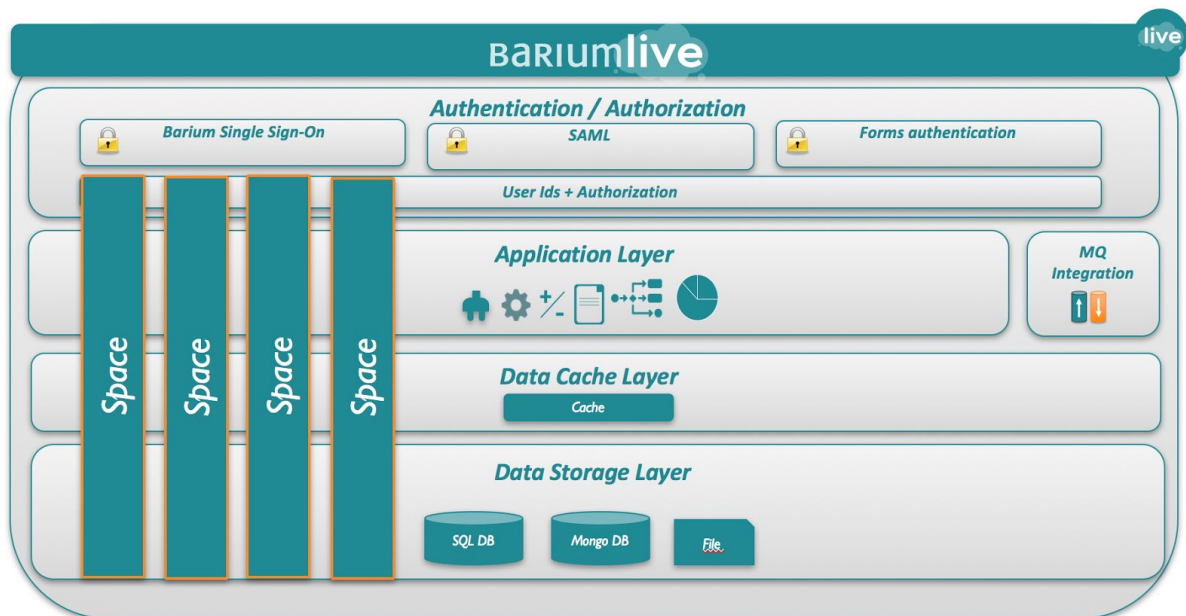 BARIUMlive
live
Authentication / Authorization
Barium Single Sign-On
SAML
Forms authentication
User Ids + Authorization
Application Layer
+/-
MQ
Integration
Space
Space
Space
Space
Data Cache Layer
Cache
Data Storage Layer
SQL DB
Mongo DB
File